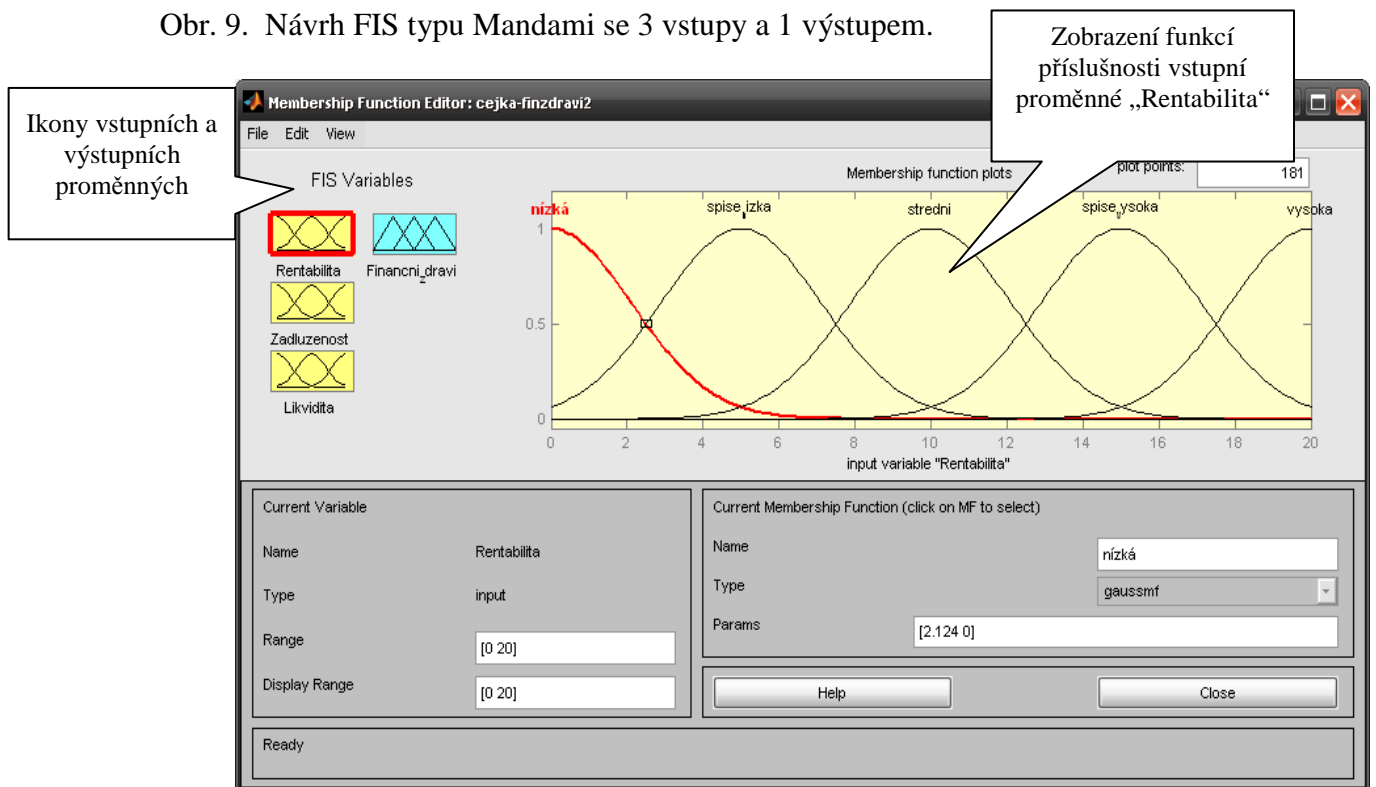 Obr. 9. Návrh FIS typu Mandami se 3 vstupy a 1 výstupem.
Zobrazení funkcí
příslušnosti vstupní
proměnné „Rentabilita“
Ikony vstupních a
výstupních
proměnných
Membership Function Editor: cejka-finzdravi2
File Edit View
FIS Variables
Membership function plots
plot points:
181
Rentabilita
Financni_zdravi
Zadluzenost
Likvidita
nízká
spise_izka
stredni
spise_vysoka
vysoka
1
0.5
0
0 2 4 6 8 10 12 14 16 18 20
input variable "Rentabilita"
Current Variable
Name Rentabilita
Type input
Range [0 20]
Display Range [0 20]
Current Membership Function (click on MF to select)
Name nízká
Type gaussmf
Params [2.124 0]
Help Close
Ready